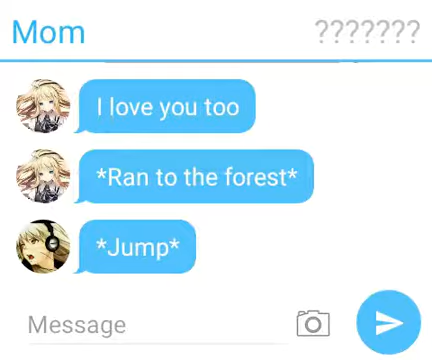 Mom ???????
I love you too
*Ran to the forest*
*Jump*
Message